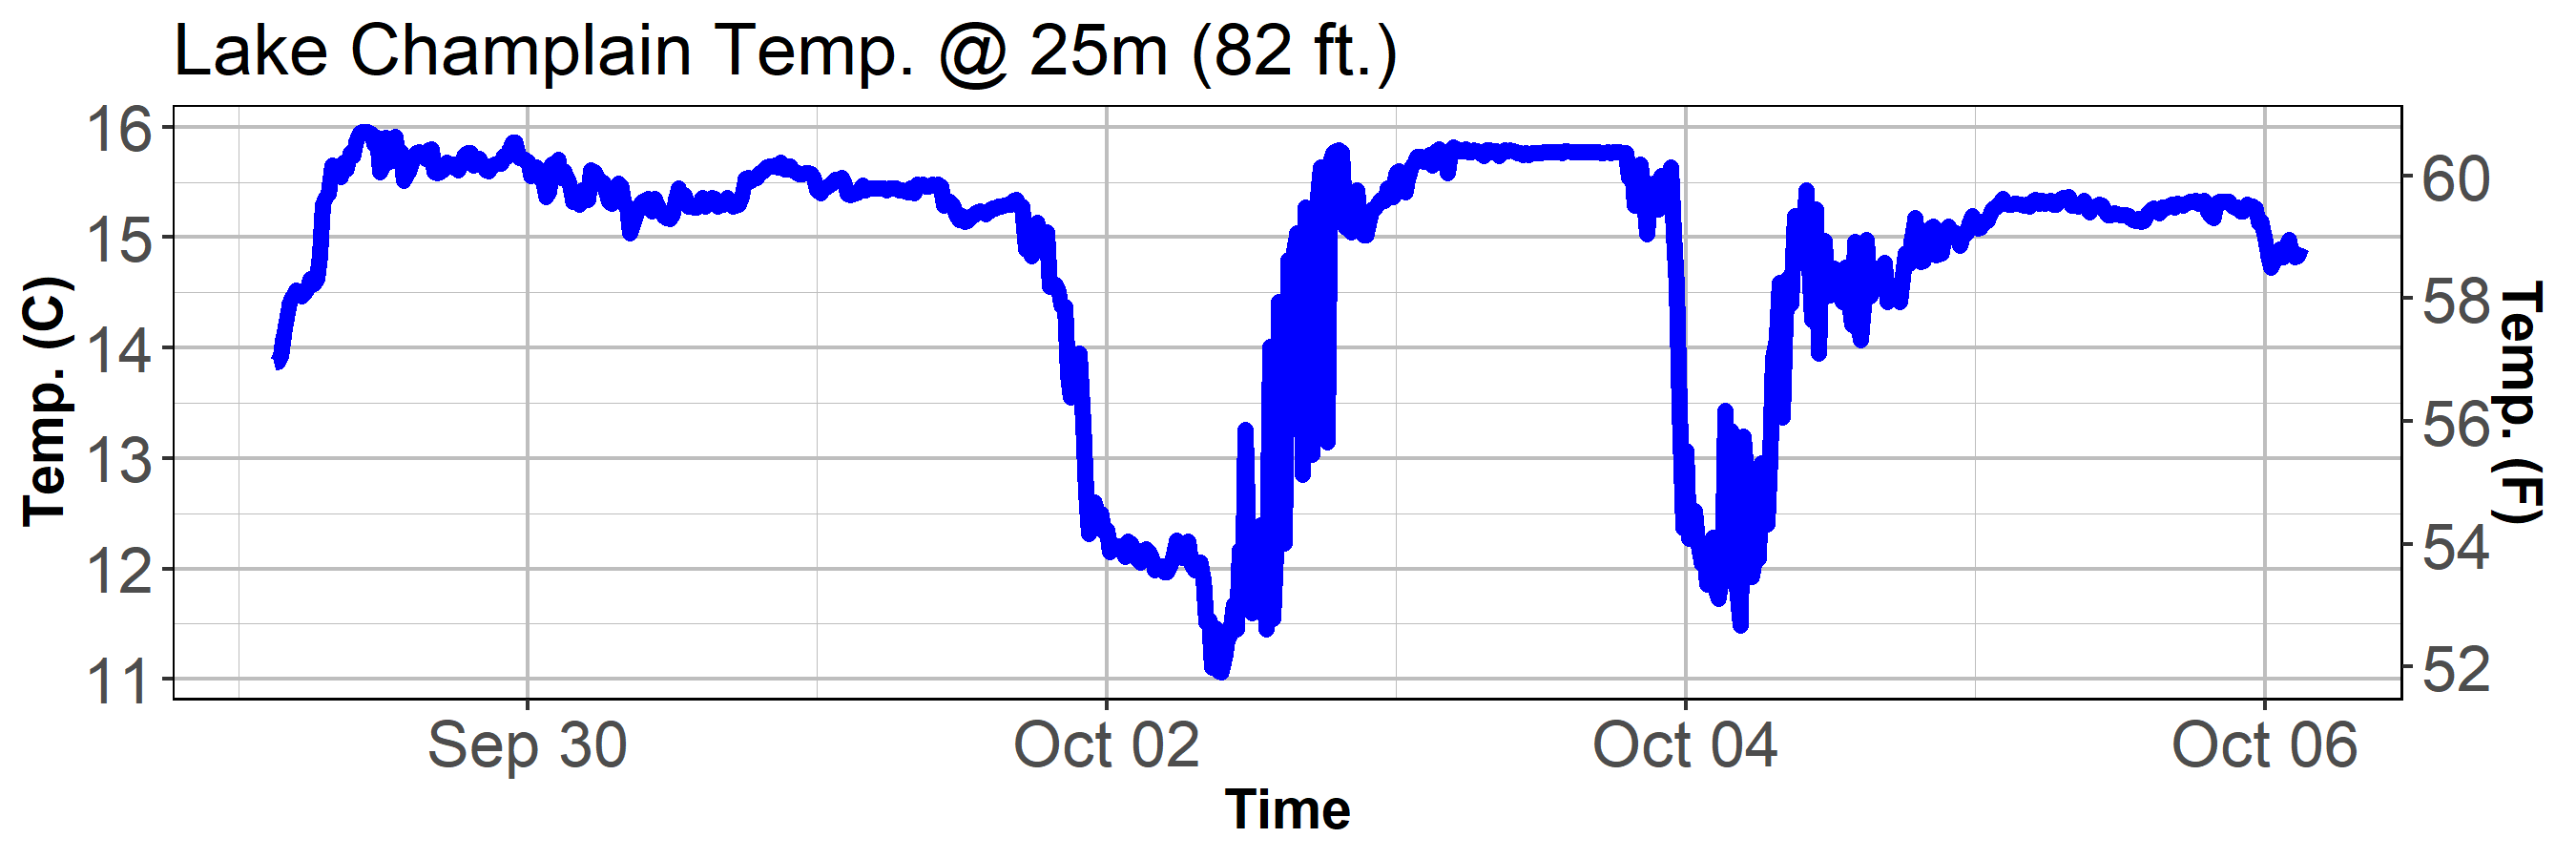 Lake Champlain Temp. @ 25m (82 ft.)
Temp. (C)
16
15
14
13
12
11
60
58
56
54
52
Temp. (F)
Sep 30
Oct 02
Oct 04
Oct 06
Time